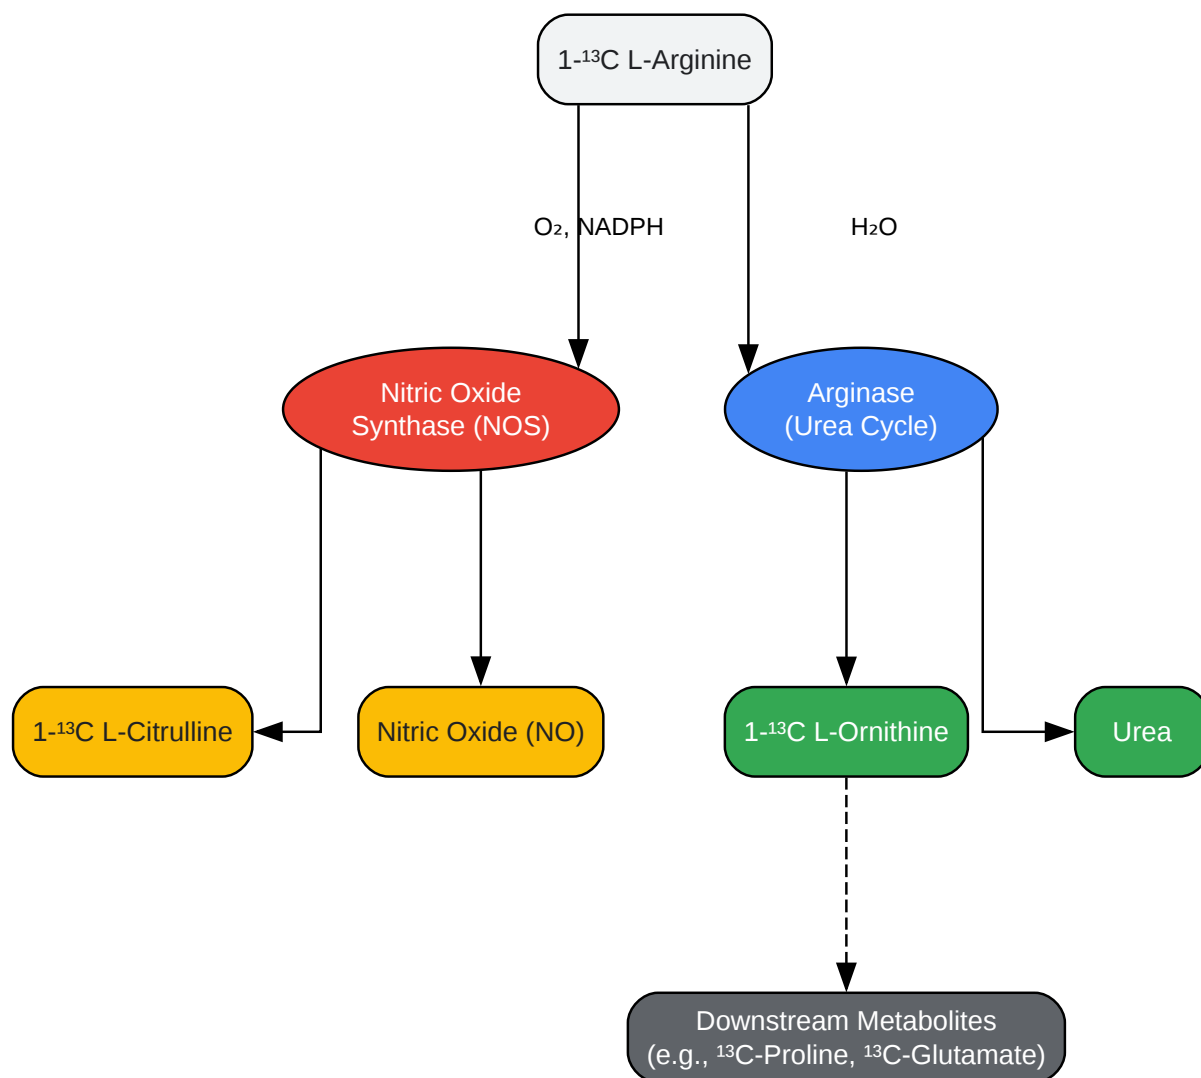 1-¹³C L-Arginine
O₂, NADPH
H₂O
Nitric Oxide
Synthase (NOS)
Arginase
(Urea Cycle)
1-¹³C L-Citrulline
Nitric Oxide (NO)
1-¹³C L-Ornithine
Urea
Downstream Metabolites
(e.g., ¹³C-Proline, ¹³C-Glutamate)